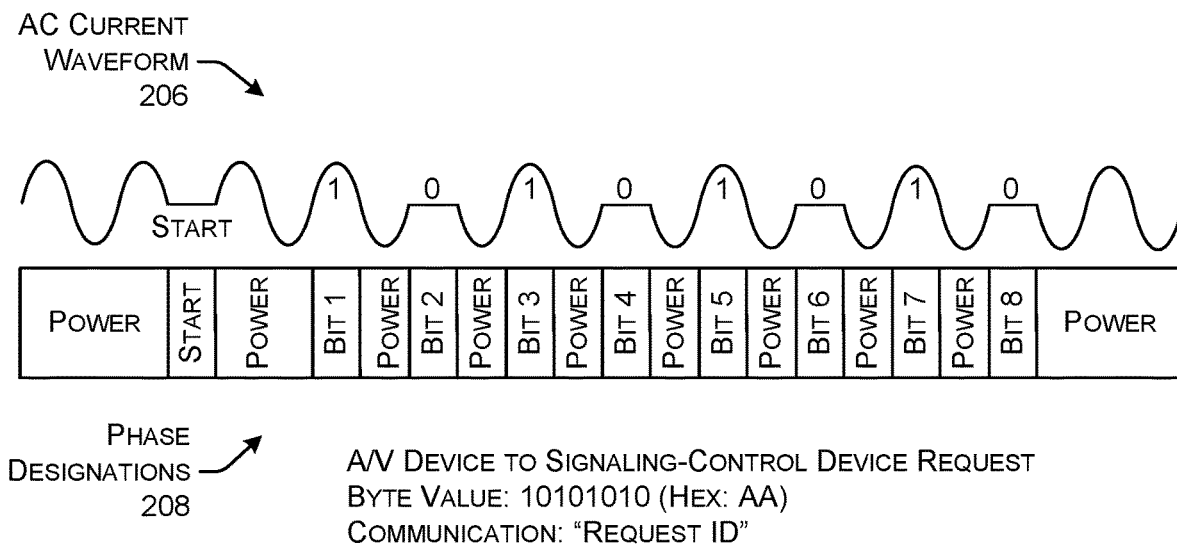 AC CURRENT
WAVEFORM
206
1 0 1 0 1 0 1 0
START
POWER START POWER BIT 1 POWER BIT 2 POWER BIT 3 POWER BIT 4 POWER BIT 5 POWER BIT 6 POWER BIT 7 POWER BIT 8 POWER
PHASE
DESIGNATIONS
208
A/V DEVICE TO SIGNALING-CONTROL DEVICE REQUEST
BYTE VALUE: 10101010 (HEX: AA)
COMMUNICATION: “REQUEST ID”